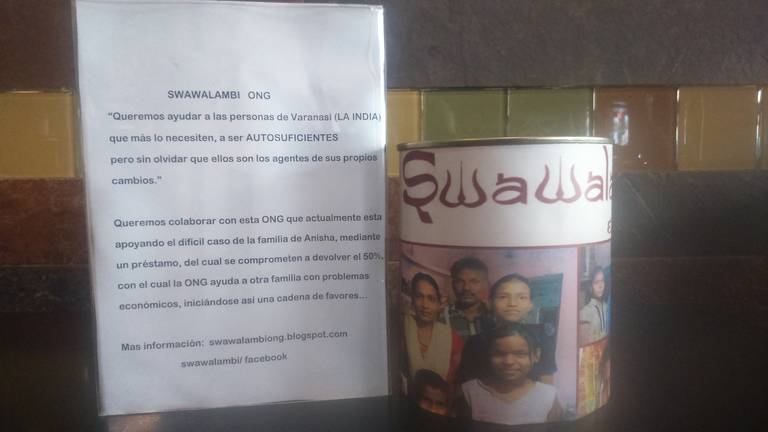 SWAWALAMBI ONG
"Queremos ayudar a las personas de Varanasi (LA INDIA)
que más lo necesiten, a ser AUTOSUFICIENTES
pero sin olvidar que ellos son los agentes de sus propios
cambios."
Queremos colaborar con esta ONG que actualmente esta
apoyando el difícil caso de la familia de Anisha, mediante
un préstamo, del cual se comprometen a devolver el 50%,
con el cual la ONG ayuda a otra familia con problemas
económicos, iniciándose así una cadena de favores...
Mas información: swawalambiong.blogspot.com
swawalambi/ facebook
Swawala